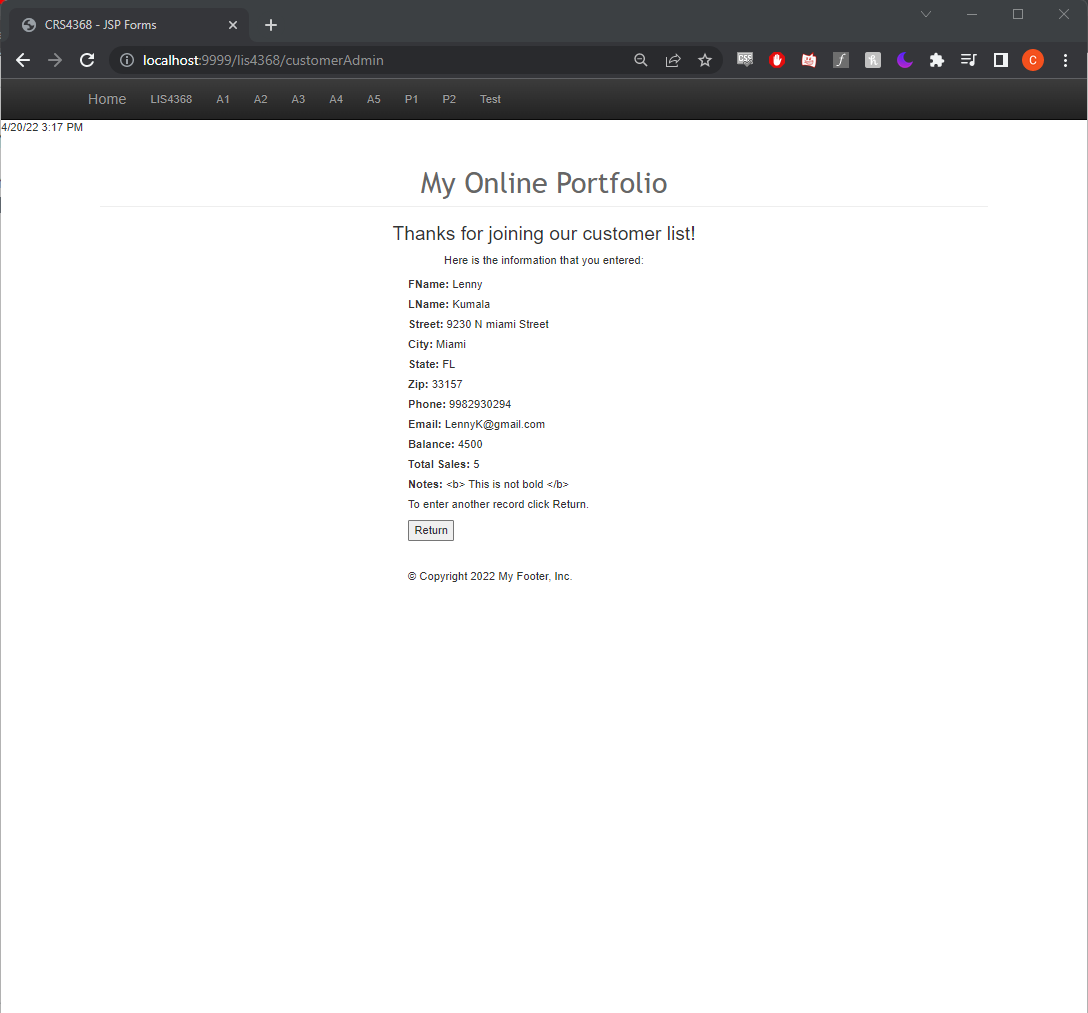 CRS4368 - JSP Forms
localhost:9999/lis4368/customerAdmin
CSP
f
C
Home LIS4368 A1 A2 A3 A4 A5 P1 P2 Test
4/20/22 3:17 PM
My Online Portfolio
Thanks for joining our customer list!
Here is the information that you entered:
FName: Lenny
LName: Kumala
Street: 9230 N miami Street
City: Miami
State: FL
Zip: 33157
Phone: 9982930294
Email: LennyK@gmail.com
Balance: 4500
Total Sales: 5
Notes: <b> This is not bold </b>
To enter another record click Return.
Return
© Copyright 2022 My Footer, Inc.